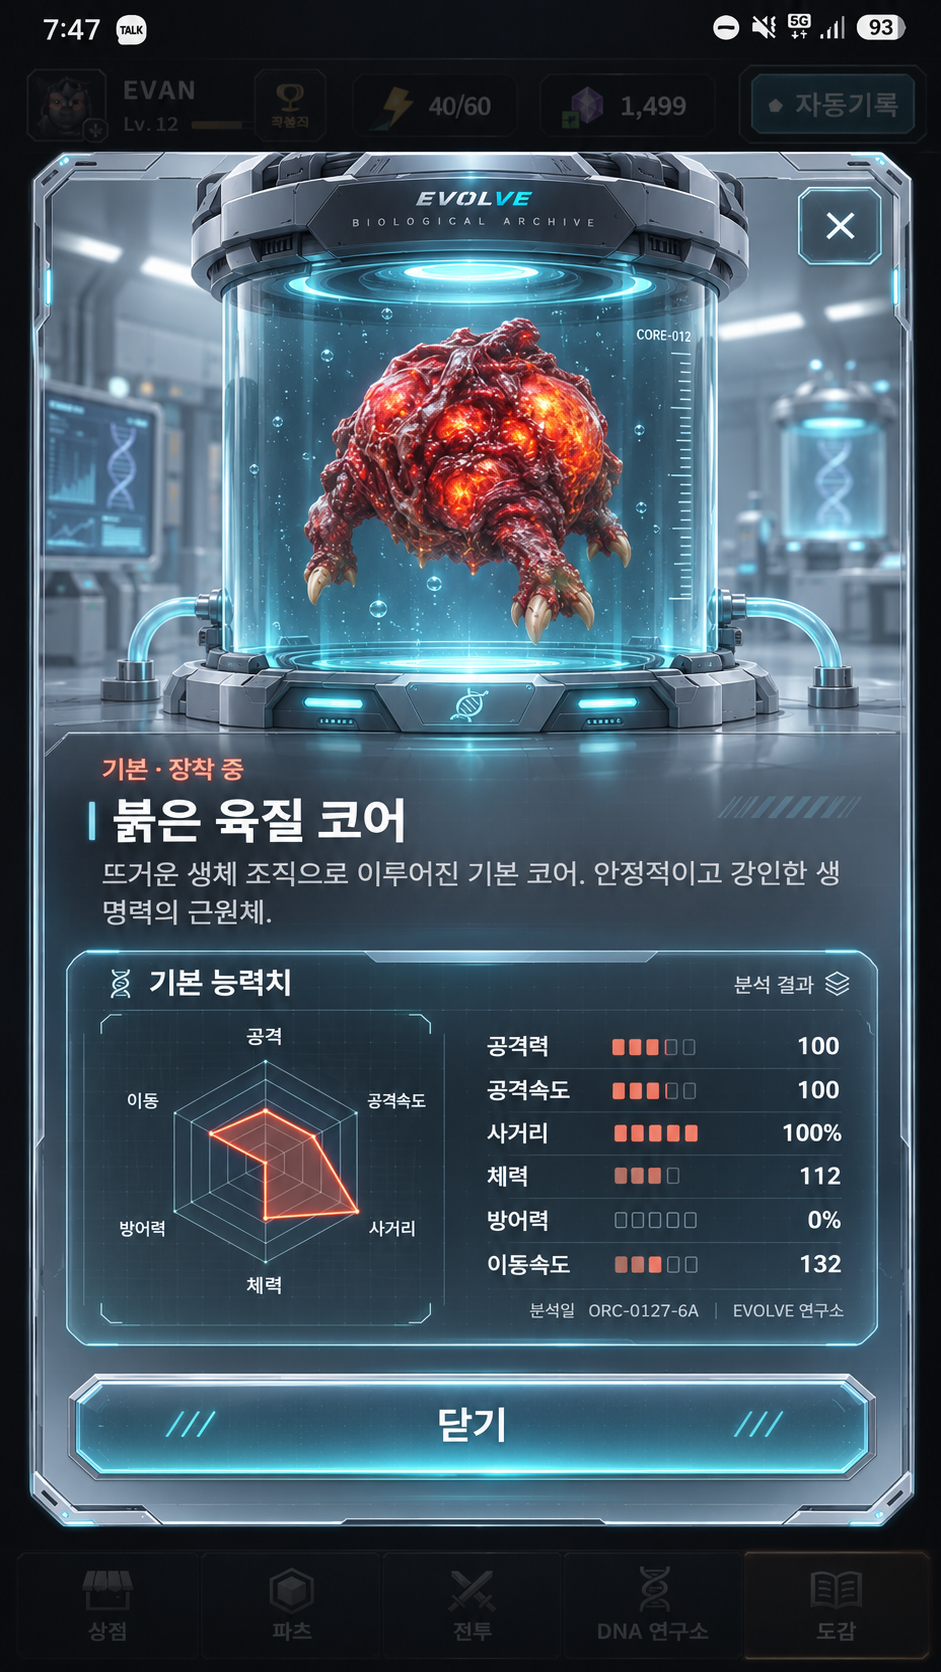 7:47 TALK 5G 93
EVAN
Lv. 12
40/60
1,499
자동기록
EVOLVE
BIOLOGICAL ARCHIVE
CORE-012
기본 · 장착 중
붉은 육질 코어
뜨거운 생체 조직으로 이루어진 기본 코어. 안정적이고 강인한 생
명력의 근원체.
기본 능력치
분석 결과
공격
이동
공격속도
방어력
사거리
체력
공격력 100
공격속도 100
사거리 100%
체력 112
방어력 0%
이동속도 132
분석일 ORC-0127-6A | EVOLVE 연구소
닫기
상점
파츠
전투
DNA 연구소
도감